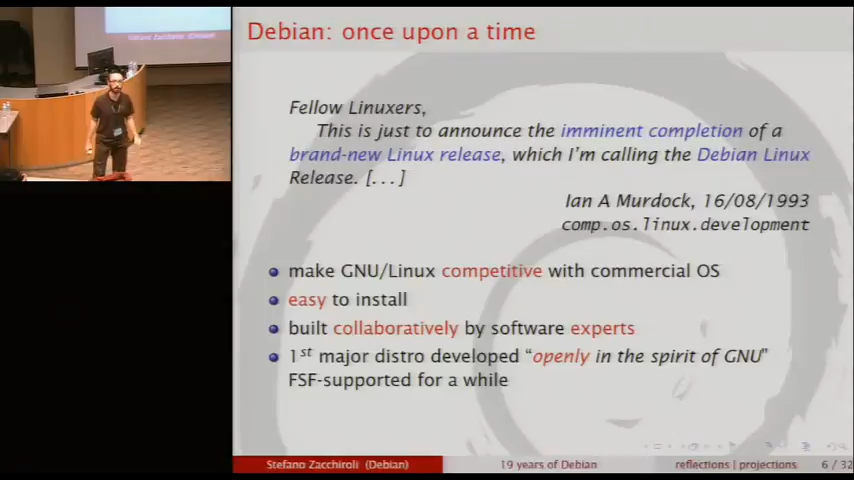 Debian: once upon a time
Fellow Linuxers,
This is just to announce the imminent completion of a
brand-new Linux release, which I'm calling the Debian Linux
Release. [...]
Ian A Murdock, 16/08/1993
comp.os.linux.development
make GNU/Linux competitive with commercial OS
easy to install
built collaboratively by software experts
1st major distro developed "openly in the spirit of GNU"
FSF-supported for a while
Stefano Zacchiroli (Debian)
19 years of Debian
reflections | projections
6 / 32
Stefano Zacchiroli (Debian)